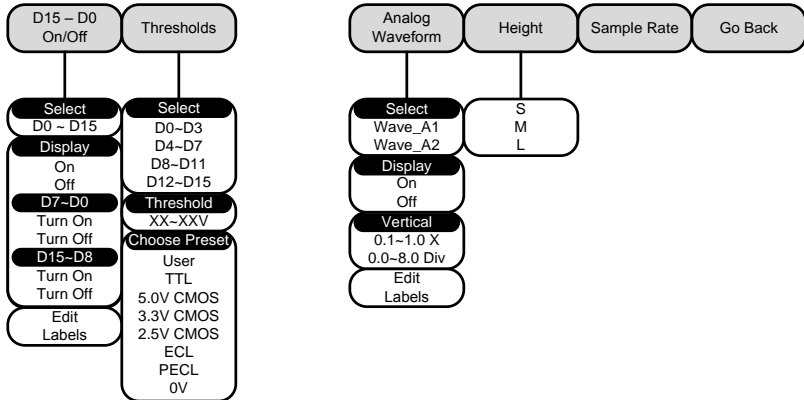 D15 – D0
On/Off
Thresholds
Analog
Waveform
Height
Sample Rate
Go Back
Select
D0 ~ D15
Display
On
Off
D7~D0
Turn On
Turn Off
D15~D8
Turn On
Turn Off
Edit
Labels
Select
D0~D3
D4~D7
D8~D11
D12~D15
Threshold
XX~XXV
Choose Preset
User
TTL
5.0V CMOS
3.3V CMOS
2.5V CMOS
ECL
PECL
0V
Select
Wave_A1
Wave_A2
Display
On
Off
Vertical
0.1~1.0 X
0.0~8.0 Div
Edit
Labels
S
M
L